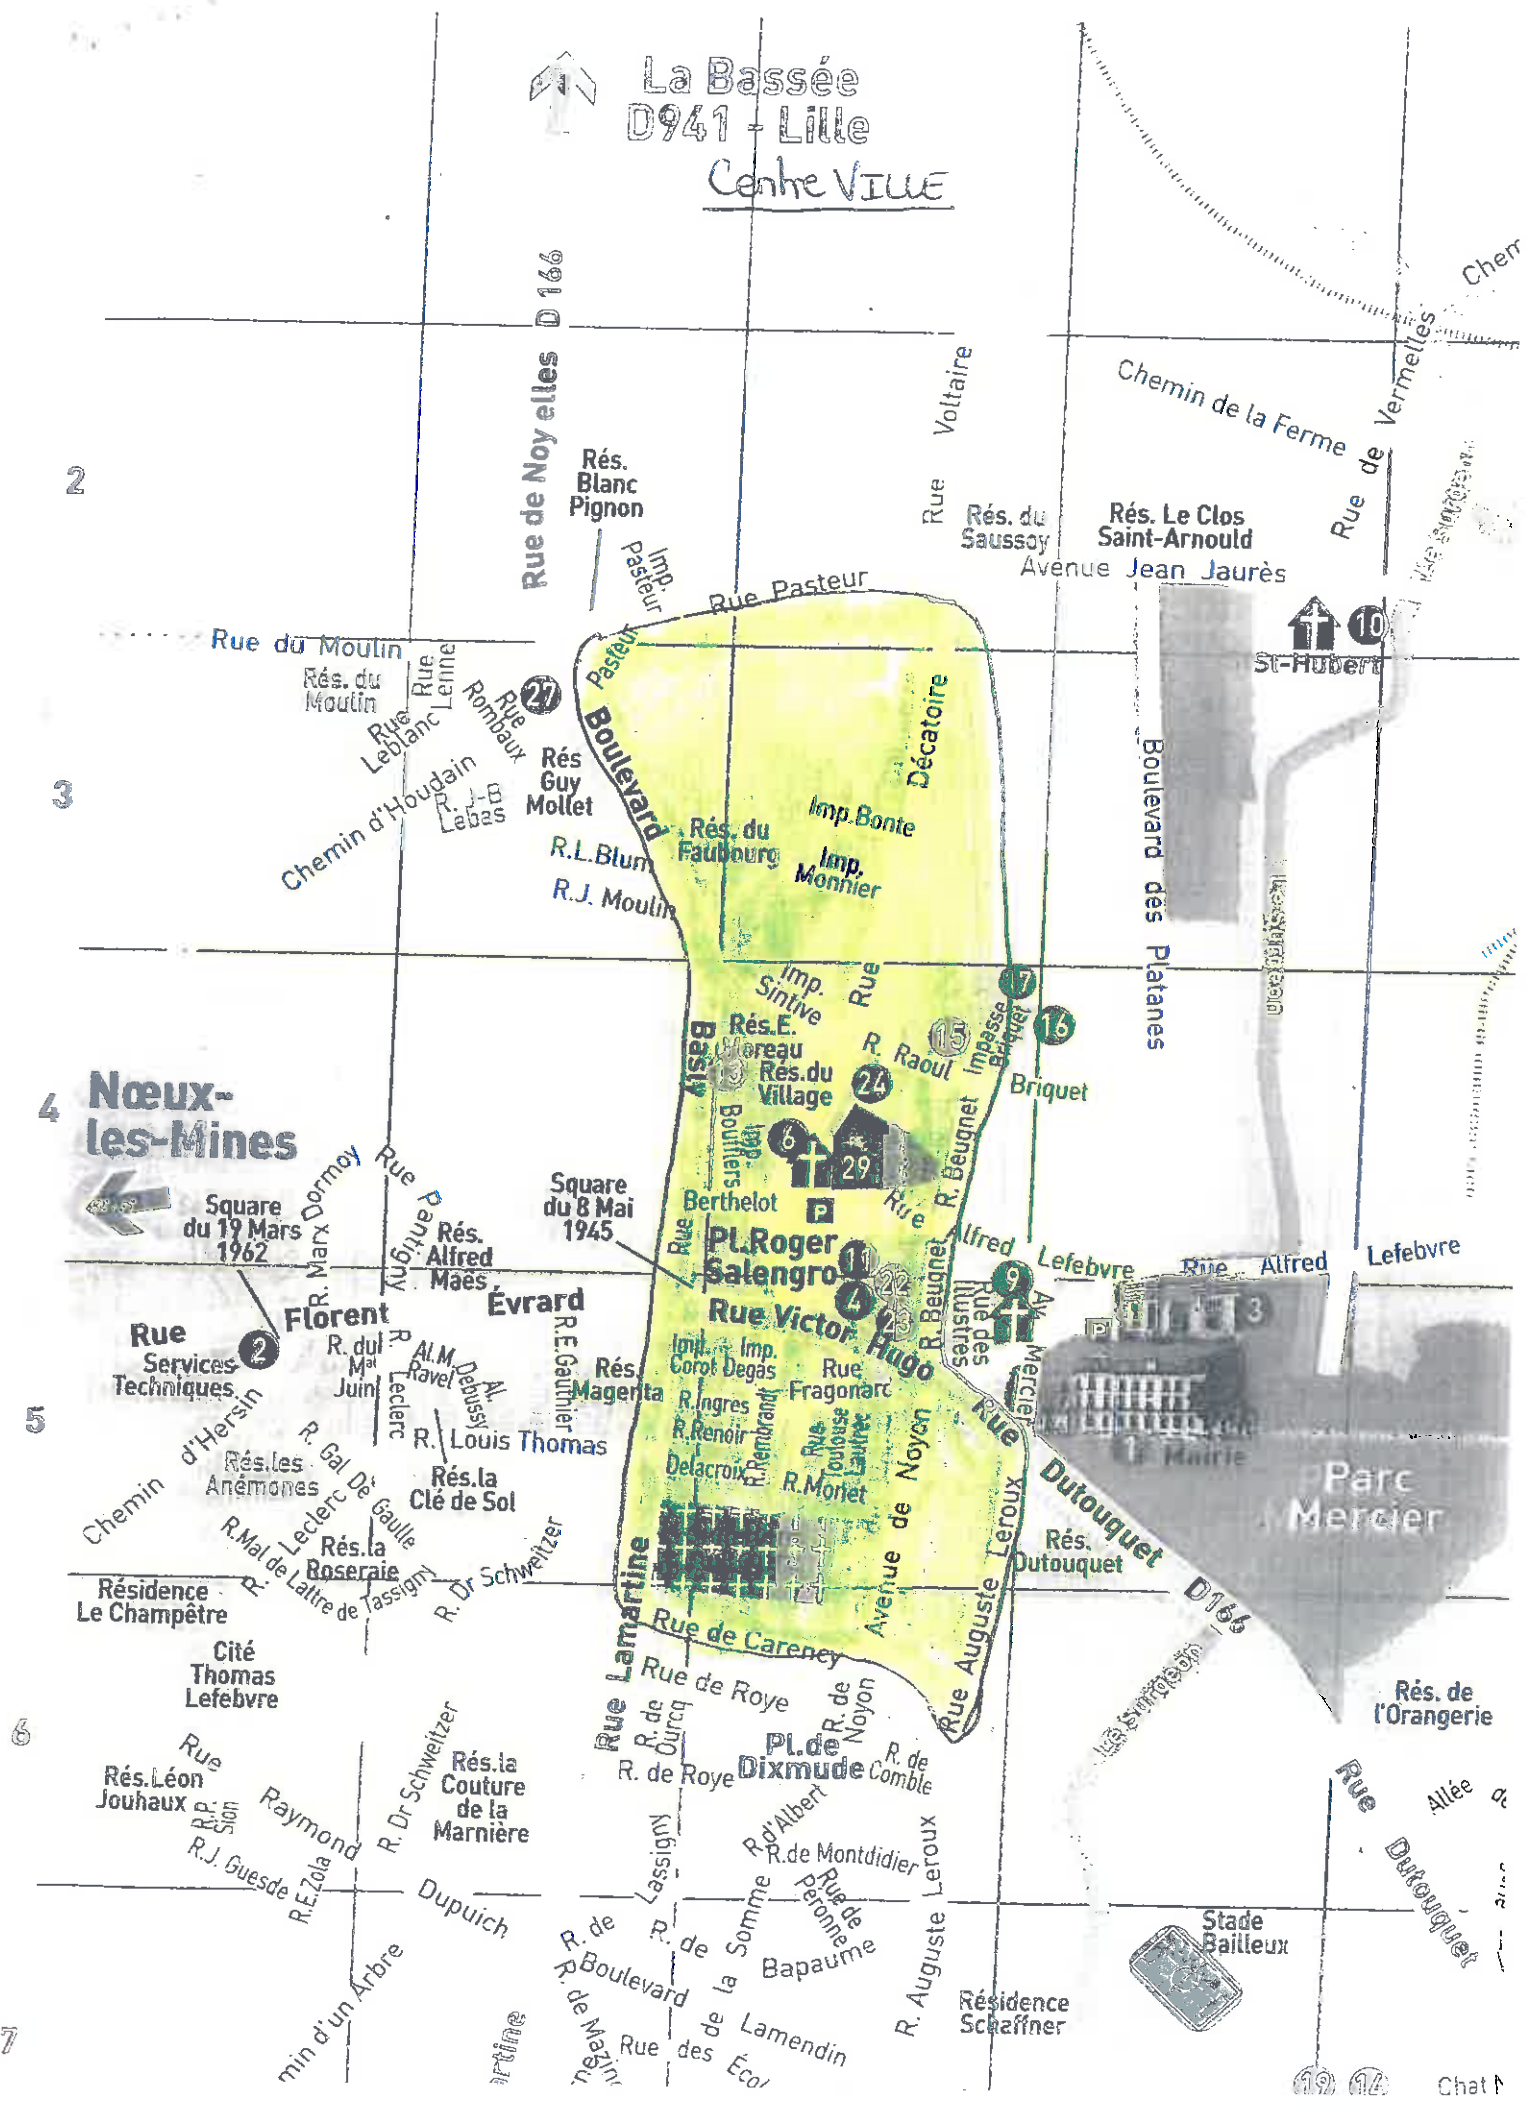 La Bassée
D941 - Lille
Centre VILLE
Rue de Noyelles D 166
Rue Voltaire
Chemin de la Ferme
Rue de Vermelles
Chem
2
Rés.
Blanc
Pignon
Imp.
Pasteur
Rue Pasteur
Rés. du
Saussoy
Rés. Le Clos
Saint-Arnould
Avenue Jean Jaurès
10
St-Hubert
Rue du Moulin
Rés. du
Moulin
Rue
Lenne
Rue
Leblanc
Rue
Rombaux
27
Pasteur
Boulevard
Décatoire
Boulevard des Platanes
3
Chemin d'Houdain
R. J-B
Lebas
Rés
Guy
Mollet
R.L.Blum
R.J. Moulin
Rés. du
Faubourg
Imp.Bonte
Imp.
Monnier
Imp.
Sintive
Rue
17
16
15
Impasse
Briquet
Basly
Rés.E.
Moreau
Rés.du
Village
R. Raoul
Briquet
24
4
Nœux-
les-Mines
Imp.
Boufflers
6
29
R. Beugnet
Berthelot
P
Rue
Square
du 19 Mars
1962
R. Marx Dormoy
Rue Pantigny
Rés.
Alfred
Maës
Square
du 8 Mai
1945
Rue
Pl.Roger
Salengro
11
22
4
23
Alfred Lefebvre
Rue Alfred Lefebvre
9
3
P
Rue
Florent
Évrard
Rue Victor
Hugo
R. Beugnet
Rue des
Illustres
Av.
Mercier
Services
Techniques
2
R. du
Mal
Juin
R.
Leclerc
Al.M.
Ravel
Al.
Debussy
R.E.Gauthier
Rés.
Magenta
Imp.
Corot
Imp.
Degas
Rue
Fragonard
5
Chemin d'Hersin
R. Gal De Gaulle
R. Louis Thomas
R.Ingres
R.Renoir
R.Rembrandt
Rue
Toulouse
Lautrec
Delacroix
R.Monet
Avenue de Noyon
Rue
Dutouquet
D166
1
Mairie
Parc
Mercier
Rés.les
Anémones
Rés.la
Clé de Sol
R. Leclerc
Rés.la
Roseraie
R.Mal de Lattre de Tassigny
R. Dr Schweitzer
Rés.
Dutouquet
Résidence
Le Champêtre
Rue Lamartine
Rue de Carency
Rue Auguste Leroux
Cité
Thomas
Lefebvre
Rue de Roye
R. de
Ourcq
R. de
Noyon
Rés. de
l'Orangerie
6
Rue
Raymond
Dupuich
Rés.Léon
Jouhaux
R.P.
Sion
R. Dr Schweitzer
Rés.la
Couture
de la
Marnière
R. de Roye
Pl.de
Dixmude
R. de
Comble
Rue
Dutouquet
Allée
R.J. Guesde
R.E.Zola
R. de
Lassigny
R.d'Albert
R.de Montdidier
Rue de
Péronne
R. Auguste Leroux
R. de
Bapaume
Boulevard
de la Somme
Stade
Bailleux
Résidence
Schaffner
R. de Mazin
Lamendin
Rue des Écol
min d'un Arbre
rtine
7
19
14
Chat